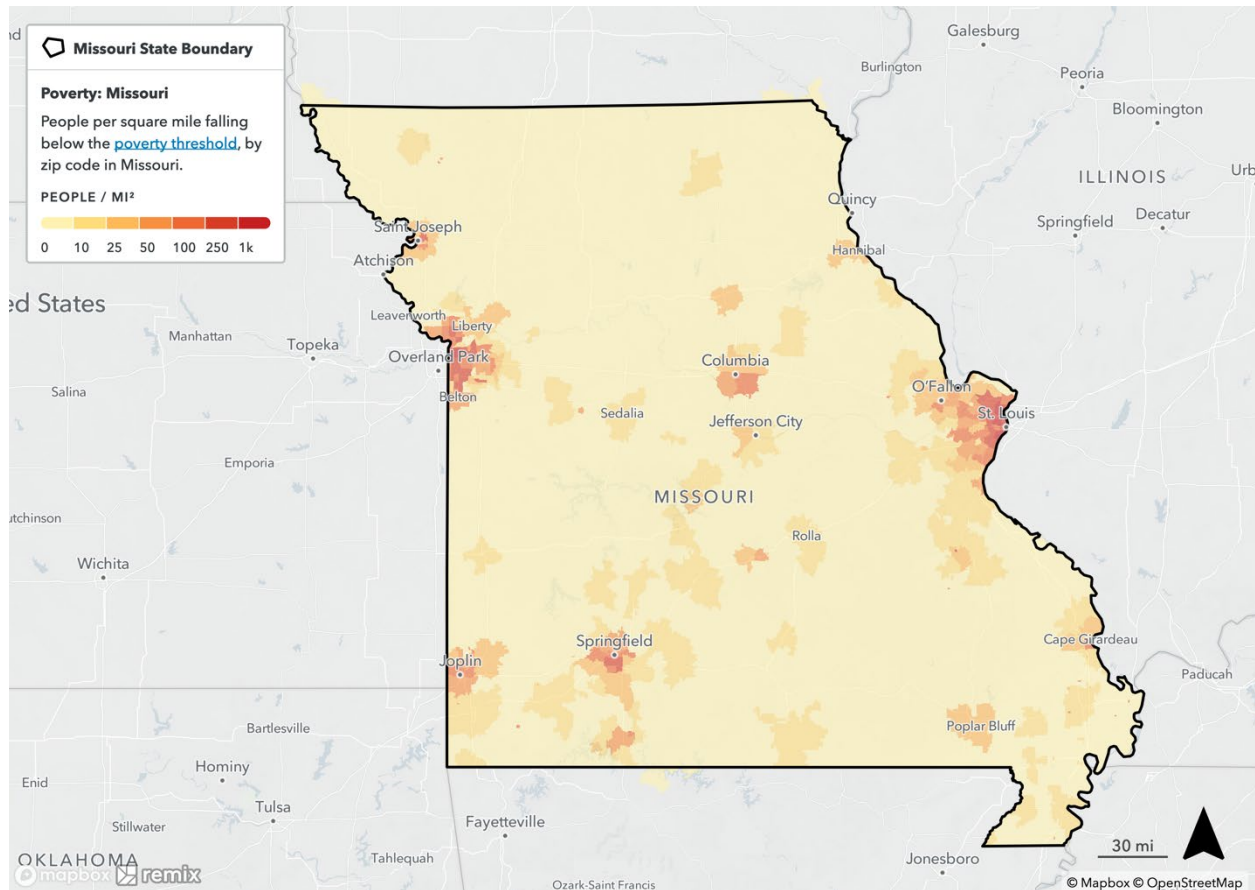 Missouri State Boundary
Poverty: Missouri
People per square mile falling
below the poverty threshold, by
zip code in Missouri.
PEOPLE / MI²
0 10 25 50 100 250 1k
nd
Galesburg
Burlington
Peoria
Bloomington
ILLINOIS
Urb
Quincy
Springfield
Decatur
Saint Joseph
Hannibal
Atchison
ed States
Leavenworth
Liberty
Manhattan
Topeka
Overland Park
Columbia
Salina
Belton
O'Fallon
Sedalia
St. Louis
Jefferson City
Emporia
MISSOURI
utchinson
Rolla
Wichita
Springfield
Cape Girardeau
Joplin
Paducah
Bartlesville
Poplar Bluff
Hominy
Enid
Tulsa
Stillwater
Fayetteville
30 mi
OKLAHOMA
Tahlequah
Jonesboro
mapbox remix
Ozark-Saint Francis
© Mapbox © OpenStreetMap